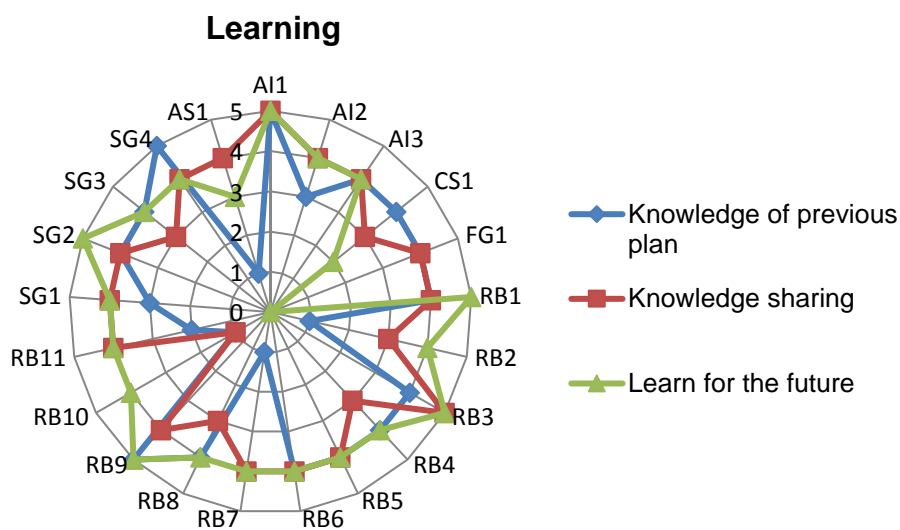 Learning
AI1
AI2
AI3
CS1
FG1
RB1
RB2
RB3
RB4
RB5
RB6
RB7
RB8
RB9
RB10
RB11
SG1
SG2
SG3
SG4
AS1
5
4
3
2
1
0
Knowledge of previous
plan
Knowledge sharing
Learn for the future